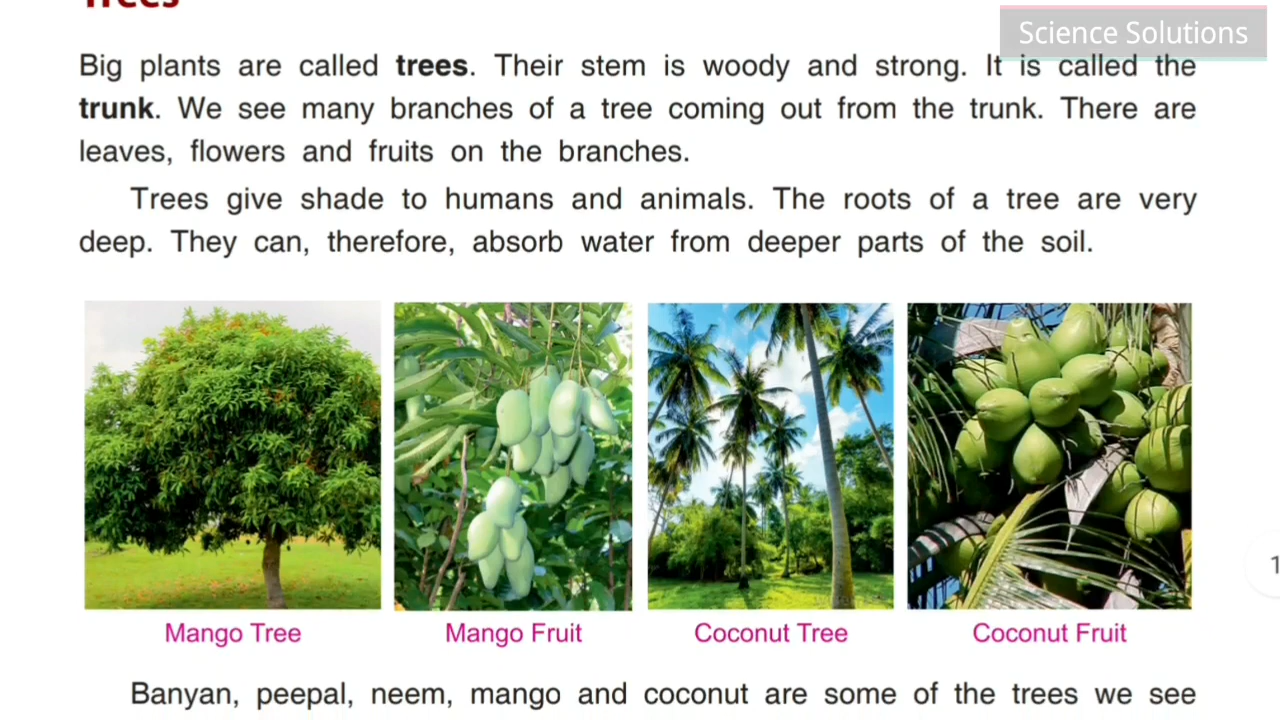 Trees
Science Solutions
Big plants are called trees. Their stem is woody and strong. It is called the
trunk. We see many branches of a tree coming out from the trunk. There are
leaves, flowers and fruits on the branches.
Trees give shade to humans and animals. The roots of a tree are very
deep. They can, therefore, absorb water from deeper parts of the soil.
Mango Tree
Mango Fruit
Coconut Tree
Coconut Fruit
1
Banyan, peepal, neem, mango and coconut are some of the trees we see